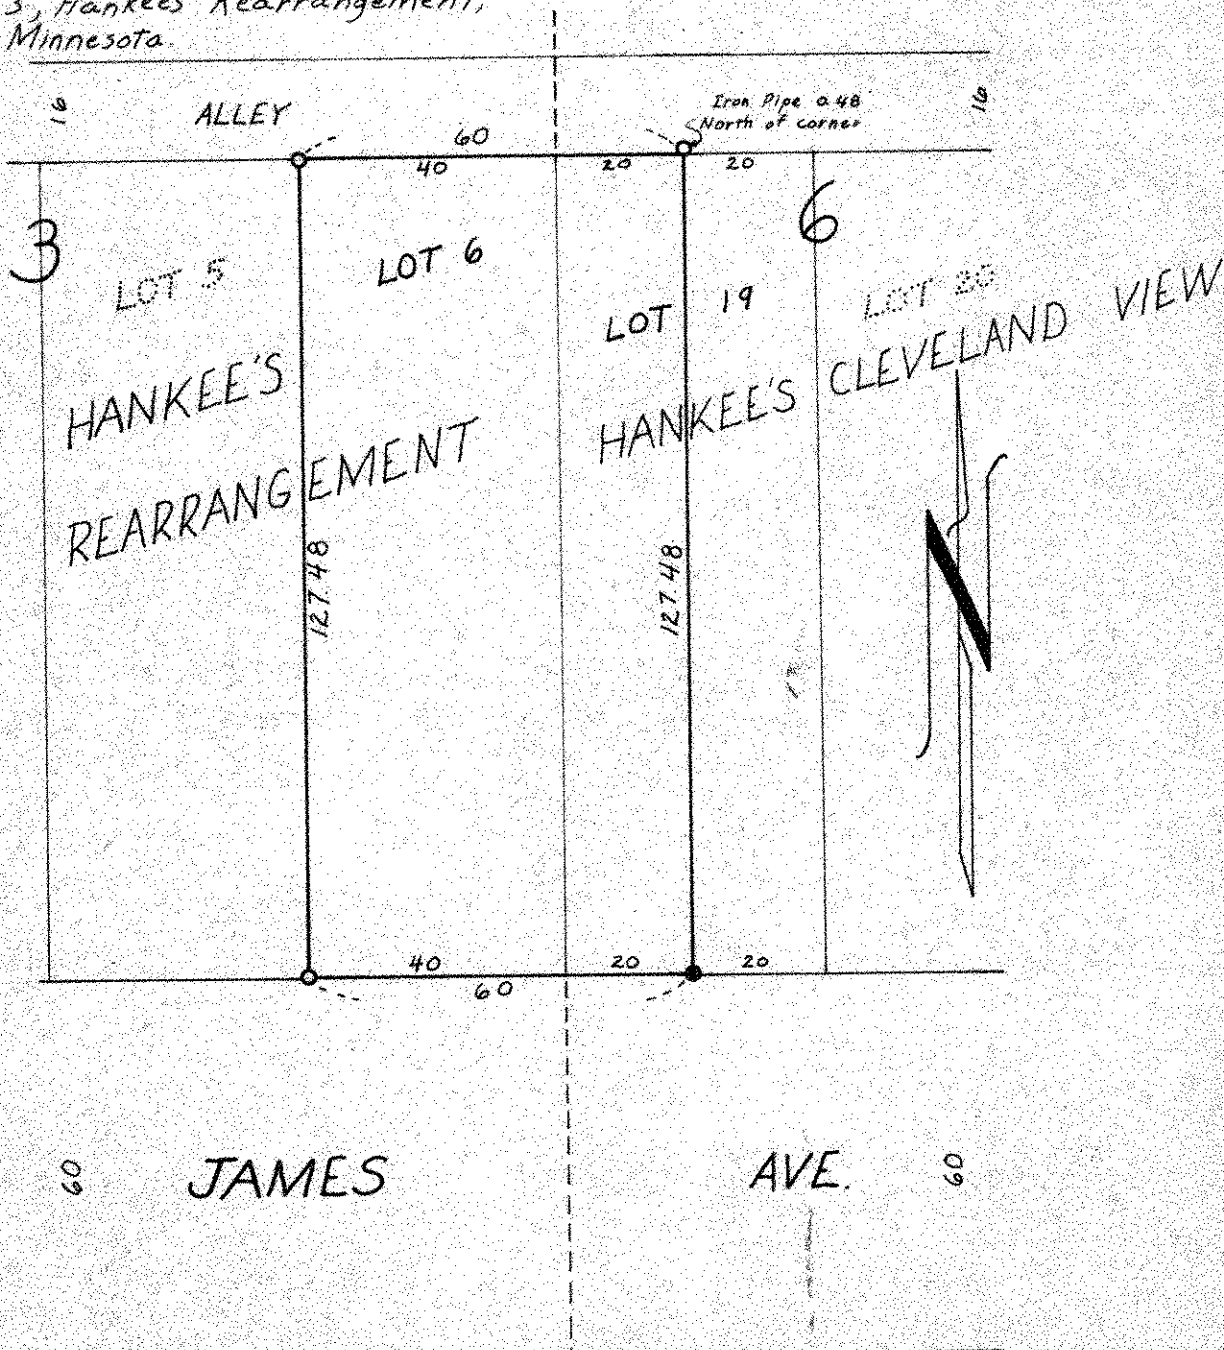 3, Hankees Rearrangement,
Minnesota
16
ALLEY
Iron Pipe 0.48
North of corner
16
60
40
20
20
3
6
LOT 5
LOT 6
LOT 19
LOT 20
HANKEE'S
REARRANGEMENT
HANKEE'S CLEVELAND VIEW
127.48
127.48
N
40
20
20
60
60
JAMES
AVE.
60